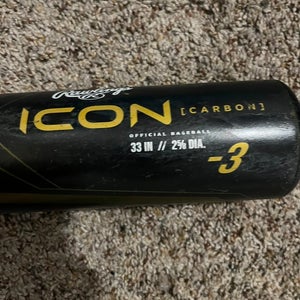 Rawlings
ICON [CARBON]
OFFICIAL BASEBALL
33 IN // 2⅝ DIA.
-3